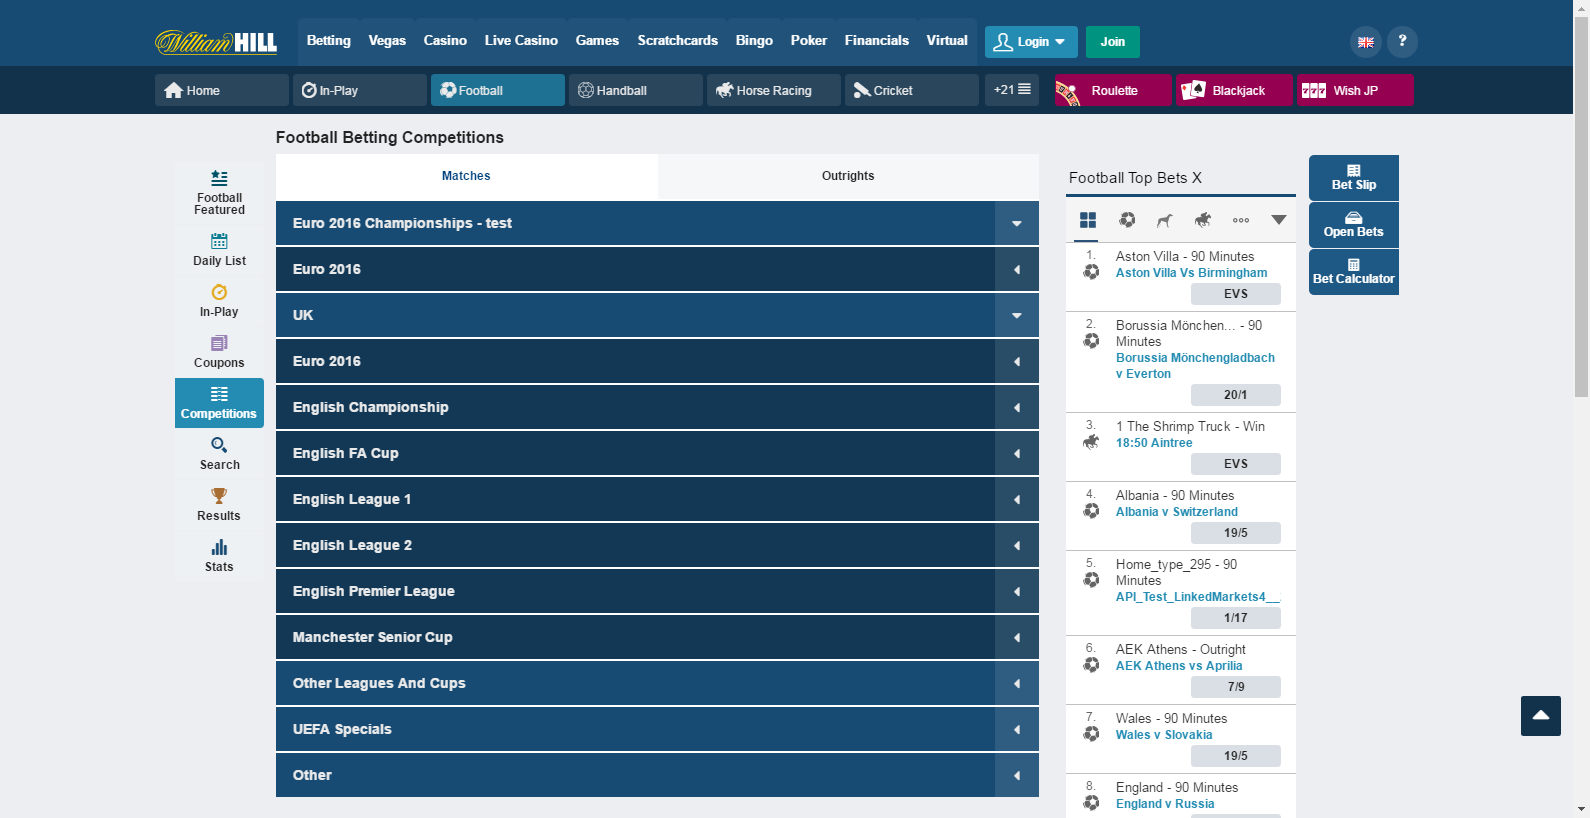 William HILL
Betting
Vegas
Casino
Live Casino
Games
Scratchcards
Bingo
Poker
Financials
Virtual
Login
Join
?
Home
In-Play
Football
Handball
Horse Racing
Cricket
+21
Roulette
Blackjack
777
Wish JP
Football Betting Competitions
Football
Featured
Daily List
In-Play
Coupons
Competitions
Search
Results
Stats
Matches
Outrights
Euro 2016 Championships - test
Euro 2016
UK
Euro 2016
English Championship
English FA Cup
English League 1
English League 2
English Premier League
Manchester Senior Cup
Other Leagues And Cups
UEFA Specials
Other
Football Top Bets X
1.
Aston Villa - 90 Minutes
Aston Villa Vs Birmingham
EVS
2.
Borussia Mönchen... - 90
Minutes
Borussia Mönchengladbach
v Everton
20/1
3.
1 The Shrimp Truck - Win
18:50 Aintree
EVS
4.
Albania - 90 Minutes
Albania v Switzerland
19/5
5.
Home_type_295 - 90
Minutes
API_Test_LinkedMarkets4__
1/17
6.
AEK Athens - Outright
AEK Athens vs Aprilia
7/9
7.
Wales - 90 Minutes
Wales v Slovakia
19/5
8.
England - 90 Minutes
England v Russia
Bet Slip
Open Bets
Bet Calculator